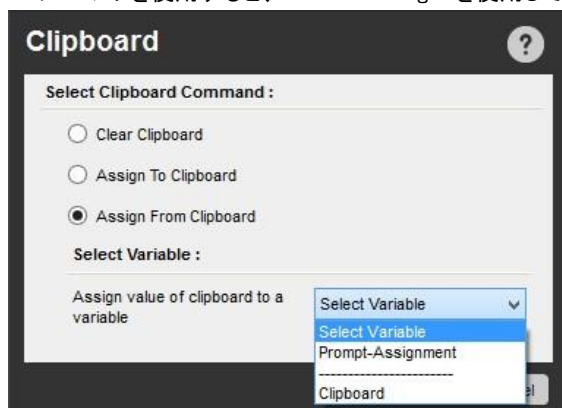 Clipboard
?
Select Clipboard Command :
Clear Clipboard
Assign To Clipboard
Assign From Clipboard
Select Variable :
Assign value of clipboard to a
variable
Select Variable
Select Variable
Prompt-Assignment
----------------------
Clipboard